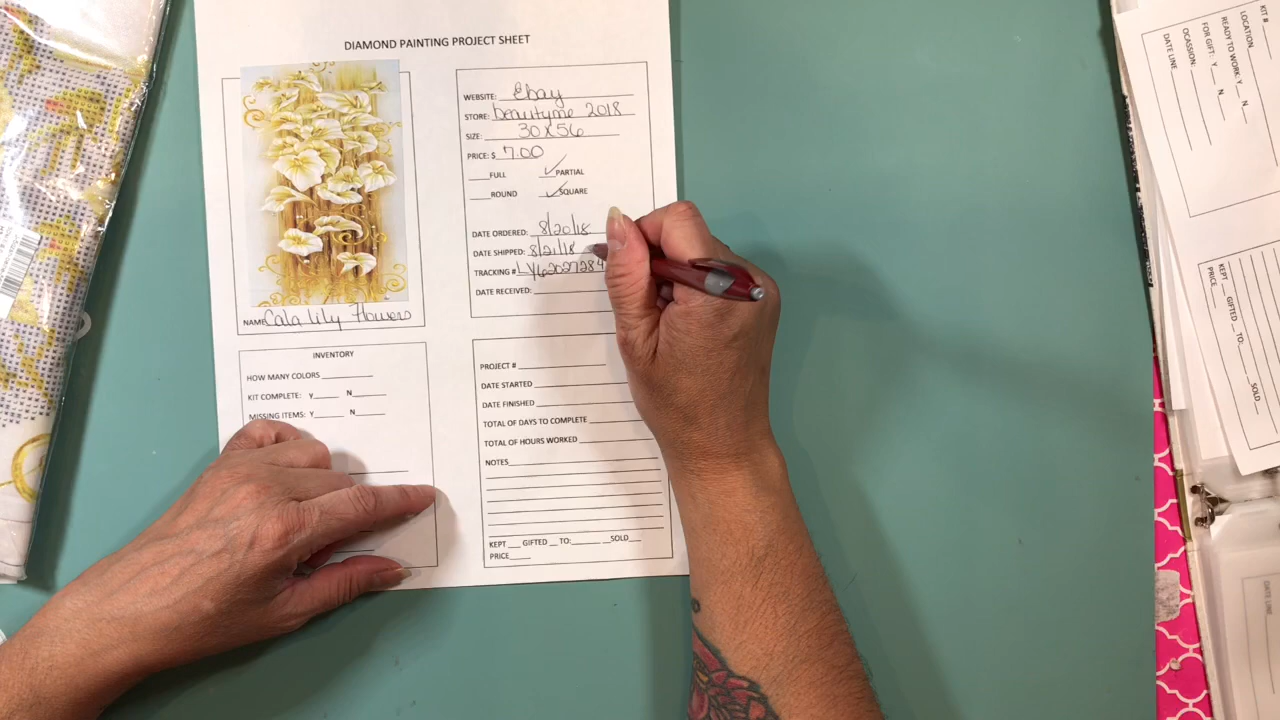 DIAMOND PAINTING PROJECT SHEET
NAME Cala lily Flowers
WEBSITE: Ebay
STORE: beautyme 2018
SIZE: 30X56
PRICE: $ 7.00
FULL ✓PARTIAL
ROUND ✓SQUARE
DATE ORDERED: 8/20/18
DATE SHIPPED: 8/21/18
TRACKING # LY62027284
DATE RECEIVED:
INVENTORY
HOW MANY COLORS
KIT COMPLETE: Y N
MISSING ITEMS: Y N
PROJECT #
DATE STARTED
DATE FINISHED
TOTAL OF DAYS TO COMPLETE
TOTAL OF HOURS WORKED
NOTES
KEPT GIFTED TO: SOLD
PRICE
KIT #
LOCATION
READY TO WORK: Y N
FOR GIFT: Y N
OCASSION:
DATE LINE
KEPT GIFTED TO: SOLD
PRICE
DATE LINE